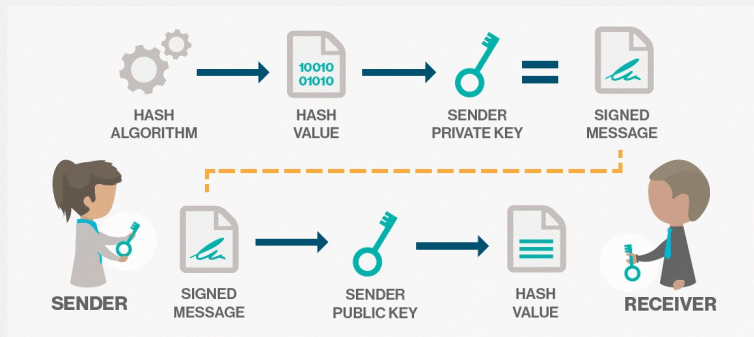 10010
01010
HASH
ALGORITHM
HASH
VALUE
SENDER
PRIVATE KEY
SIGNED
MESSAGE
SENDER
SIGNED
MESSAGE
SENDER
PUBLIC KEY
HASH
VALUE
RECEIVER